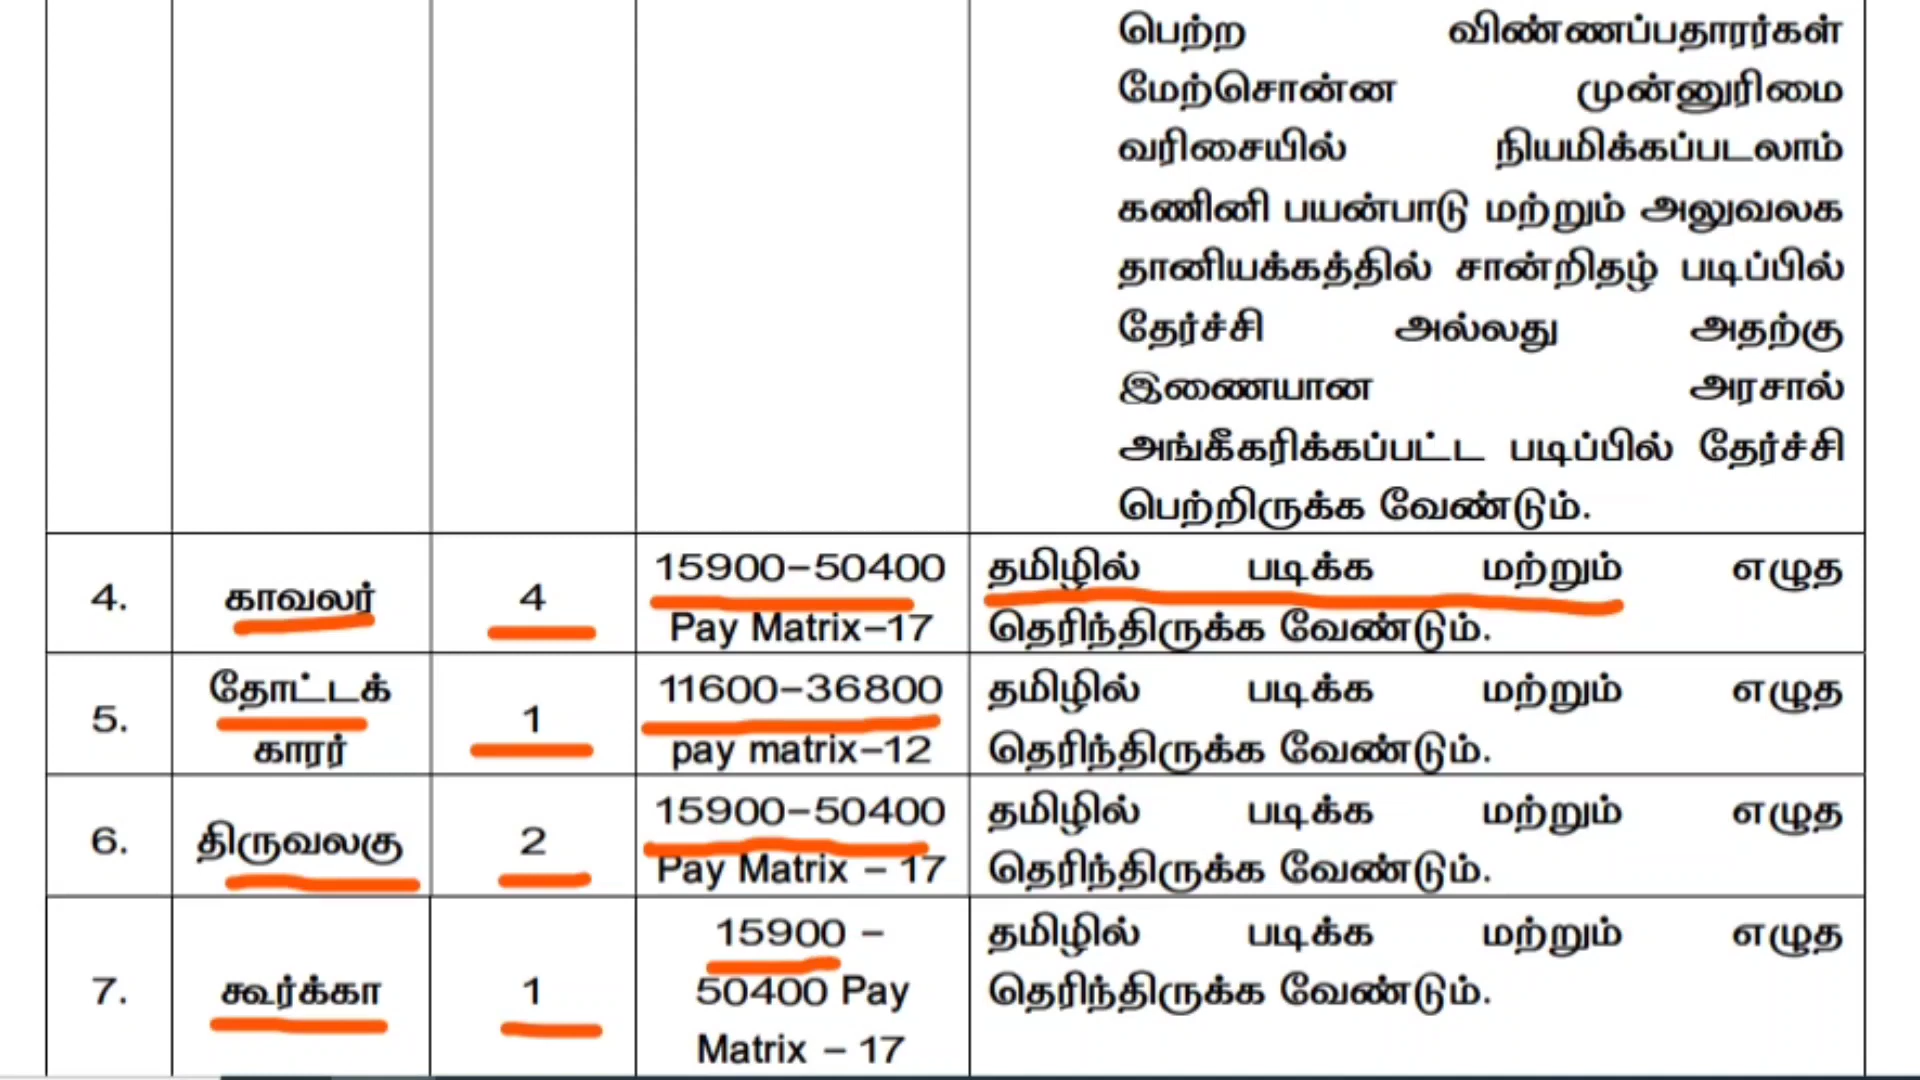 பெற்ற விண்ணப்பதாரர்கள்
மேற்சொன்ன முன்னுரிமை
வரிசையில் நியமிக்கப்படலாம்
கணினி பயன்பாடு மற்றும் அலுவலக
தானியக்கத்தில் சான்றிதழ் படிப்பில்
தேர்ச்சி அல்லது அதற்கு
இணையான அரசால்
அங்கீகரிக்கப்பட்ட படிப்பில் தேர்ச்சி
பெற்றிருக்க வேண்டும்.
4. காவலர் 4 15900-50400 தமிழில் படிக்க மற்றும் எழுத
Pay Matrix-17 தெரிந்திருக்க வேண்டும்.
5. தோட்டக் 1 11600-36800 தமிழில் படிக்க மற்றும் எழுத
காரர் pay matrix-12 தெரிந்திருக்க வேண்டும்.
6. திருவலகு 2 15900-50400 தமிழில் படிக்க மற்றும் எழுத
Pay Matrix - 17 தெரிந்திருக்க வேண்டும்.
7. கூர்க்கா 1 15900 - தமிழில் படிக்க மற்றும் எழுத
50400 Pay தெரிந்திருக்க வேண்டும்.
Matrix - 17